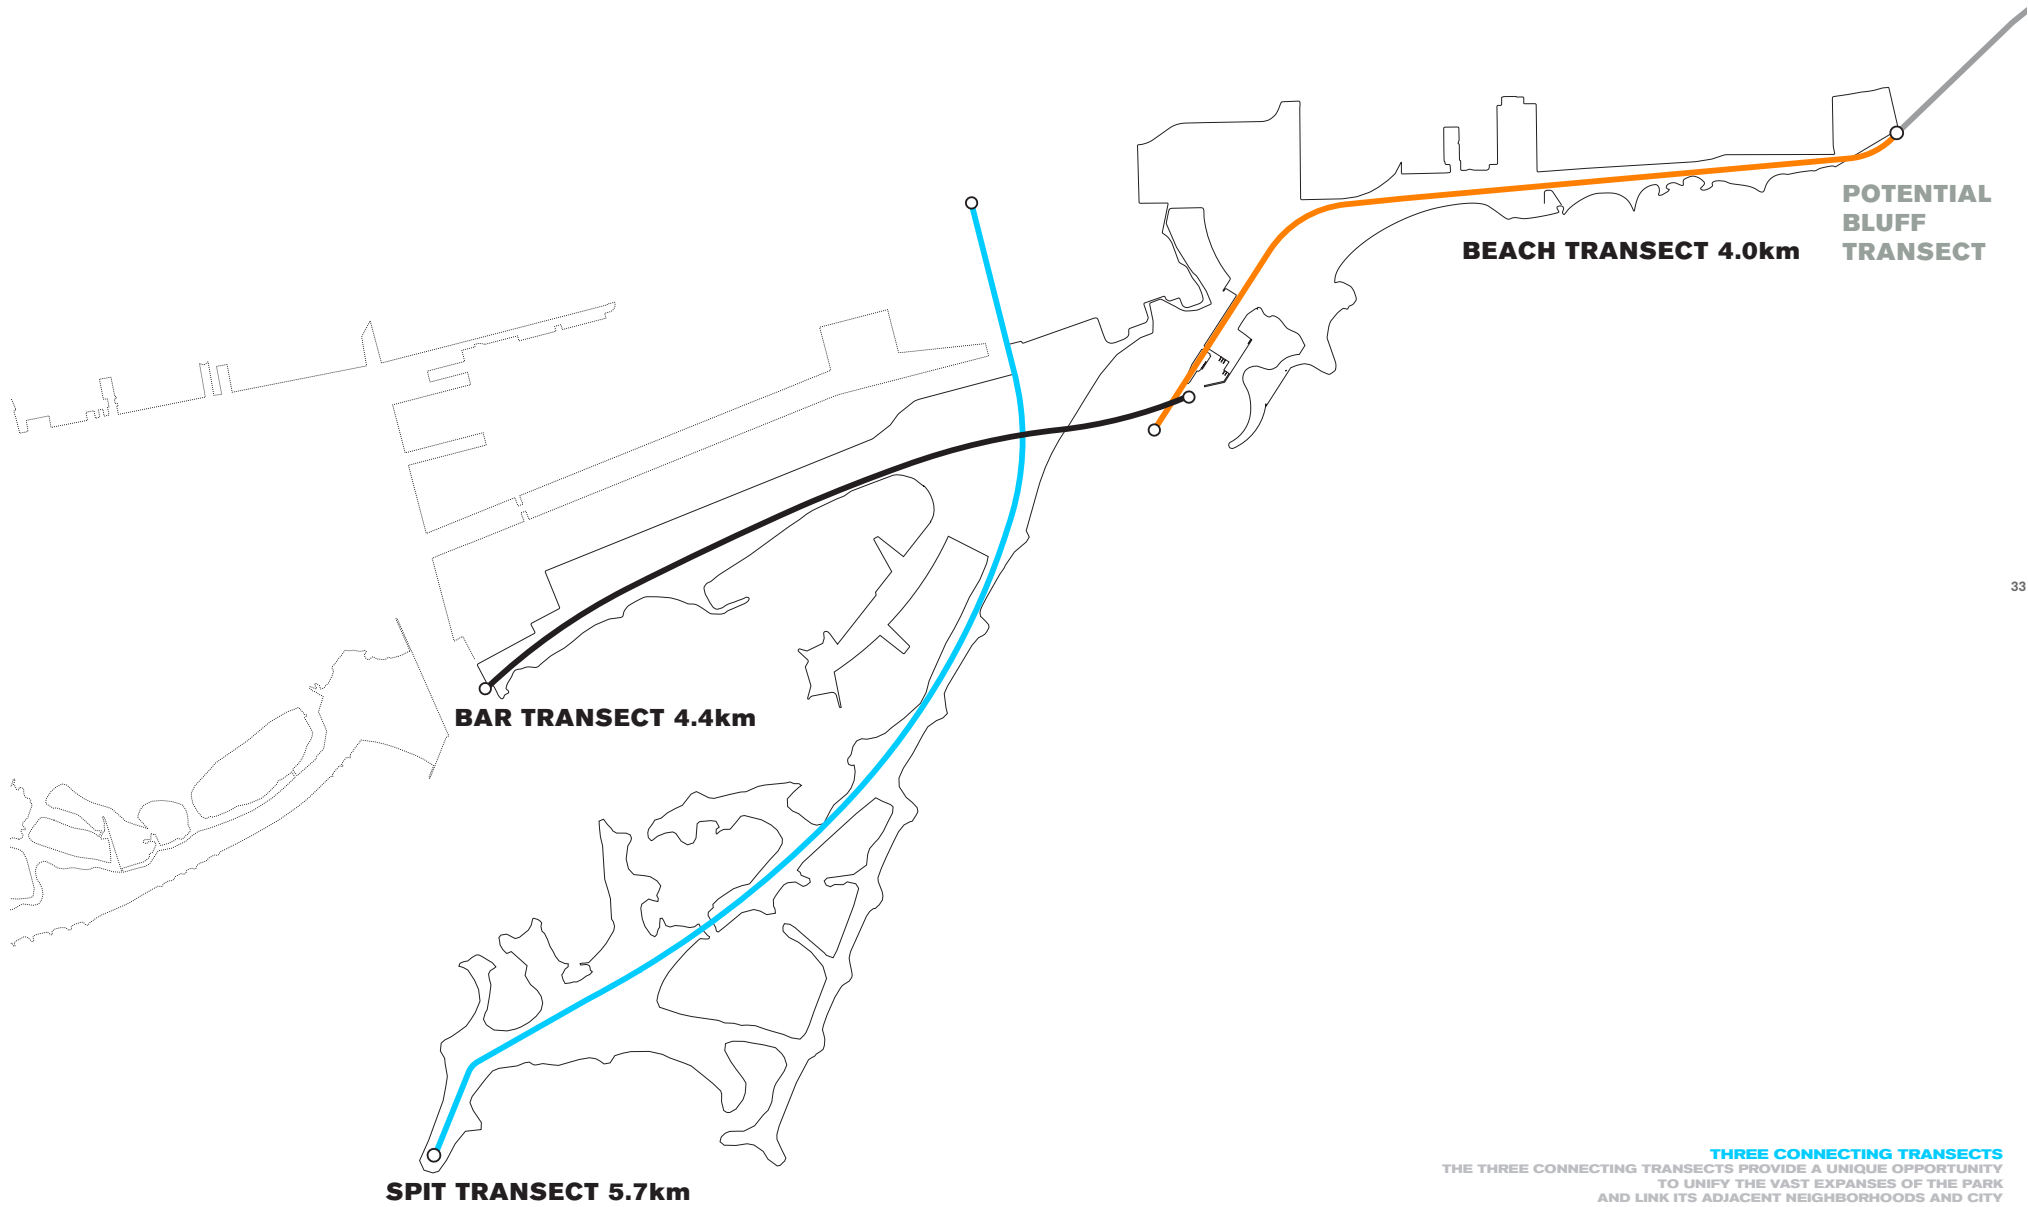 POTENTIAL
BLUFF
TRANSECT
BEACH TRANSECT 4.0km
33
BAR TRANSECT 4.4km
SPIT TRANSECT 5.7km
THREE CONNECTING TRANSECTS
THE THREE CONNECTING TRANSECTS PROVIDE A UNIQUE OPPORTUNITY
TO UNIFY THE VAST EXPANSES OF THE PARK
AND LINK ITS ADJACENT NEIGHBORHOODS AND CITY